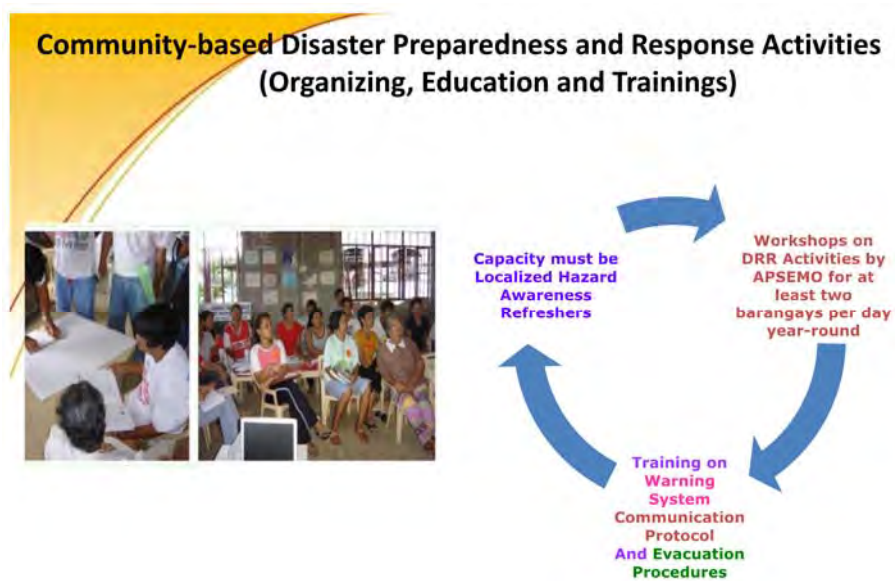 Community-based Disaster Preparedness and Response Activities
(Organizing, Education and Trainings)
Capacity must be
Localized Hazard
Awareness
Refreshers
Workshops on
DRR Activities by
APSEMO for at
least two
barangays per day
year-round
Training on
Warning
System
Communication
Protocol
And Evacuation
Procedures